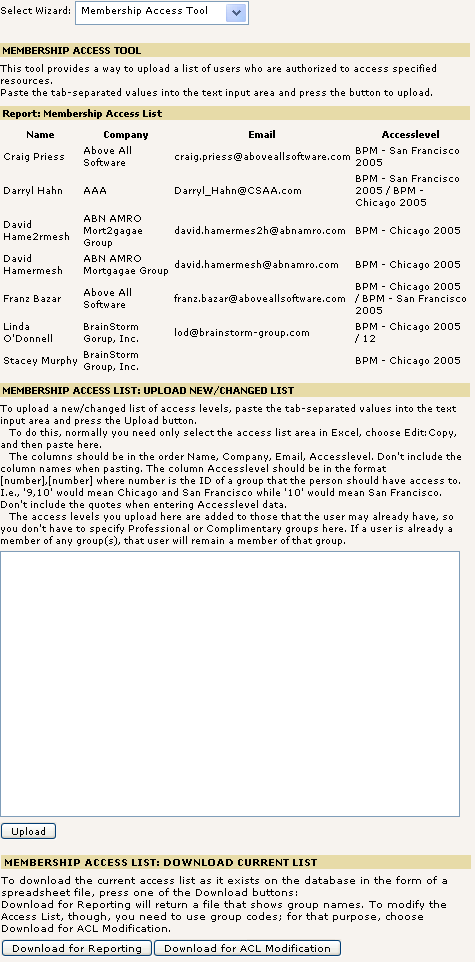 Select Wizard: Membership Access Tool
MEMBERSHIP ACCESS TOOL
This tool provides a way to upload a list of users who are authorized to access specified
resources.
Paste the tab-separated values into the text input area and press the button to upload.
Report: Membership Access List
Name Company Email Accesslevel
Craig Priess Above All Software craig.priess@aboveallsoftware.com BPM - San Francisco 2005
Darryl Hahn AAA Darryl_Hahn@CSAA.com BPM - San Francisco 2005 / BPM - Chicago 2005
David Hame2rmesh ABN AMRO Mort2gagae Group david.hamermes2h@abnamro.com BPM - Chicago 2005
David Hamermesh ABN AMRO Mortgagae Group david.hamermesh@abnamro.com BPM - Chicago 2005
Franz Bazar Above All Software franz.bazar@aboveallsoftware.com BPM - Chicago 2005 / BPM - San Francisco 2005
Linda O'Donnell BrainStorm Gorup, Inc. lod@brainstorm-group.com BPM - Chicago 2005 / 12
Stacey Murphy BrainStorm Group, Inc. BPM - Chicago 2005
MEMBERSHIP ACCESS LIST: UPLOAD NEW/CHANGED LIST
To upload a new/changed list of access levels, paste the tab-separated values into the text
input area and press the Upload button.
To do this, normally you need only select the access list area in Excel, choose Edit:Copy,
and then paste here.
The columns should be in the order Name, Company, Email, Accesslevel. Don't include the
column names when pasting. The column Accesslevel should be in the format
[number],[number] where number is the ID of a group that the person should have access to.
I.e., '9,10' would mean Chicago and San Francisco while '10' would mean San Francisco.
Don't include the quotes when entering Accesslevel data.
The access levels you upload here are added to those that the user may already have, so
you don't have to specify Professional or Complimentary groups here. If a user is already a
member of any group(s), that user will remain a member of that group.
Upload
MEMBERSHIP ACCESS LIST: DOWNLOAD CURRENT LIST
To download the current access list as it exists on the database in the form of a
spreadsheet file, press one of the Download buttons:
Download for Reporting will return a file that shows group names. To modify the
Access List, though, you need to use group codes; for that purpose, choose
Download for ACL Modification.
Download for Reporting Download for ACL Modification